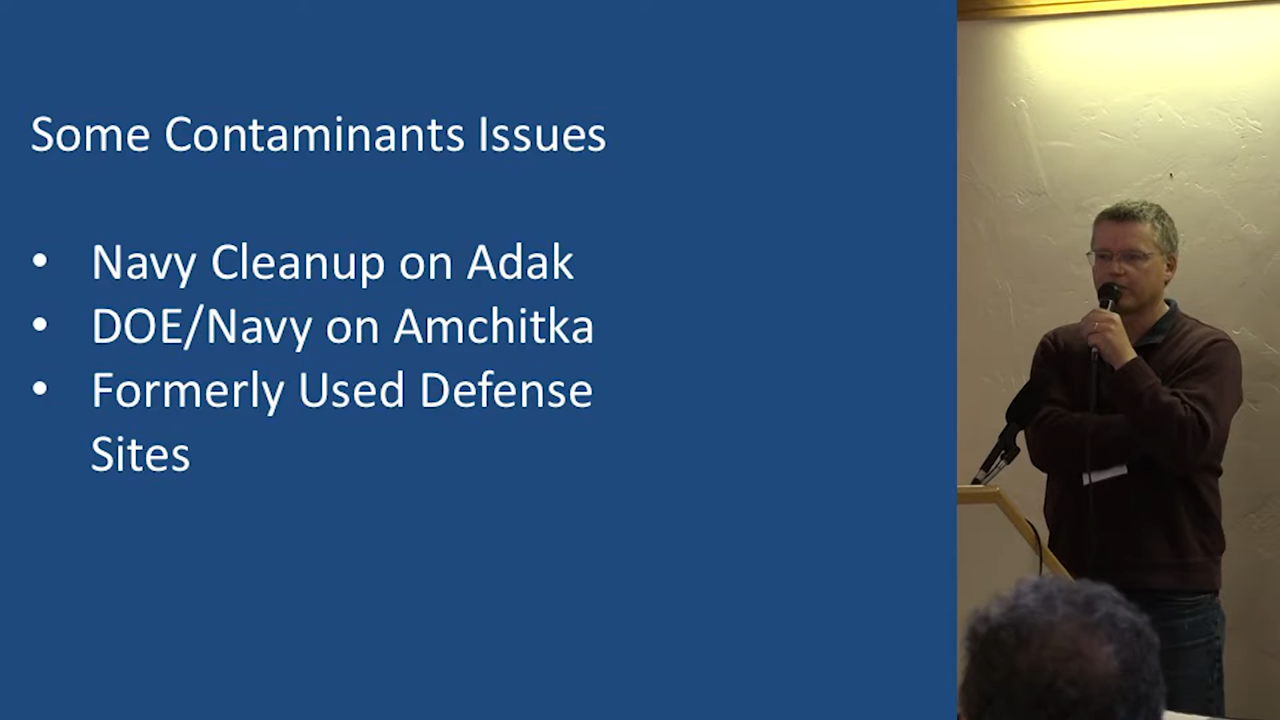 Some Contaminants Issues
• Navy Cleanup on Adak
• DOE/Navy on Amchitka
• Formerly Used Defense
Sites